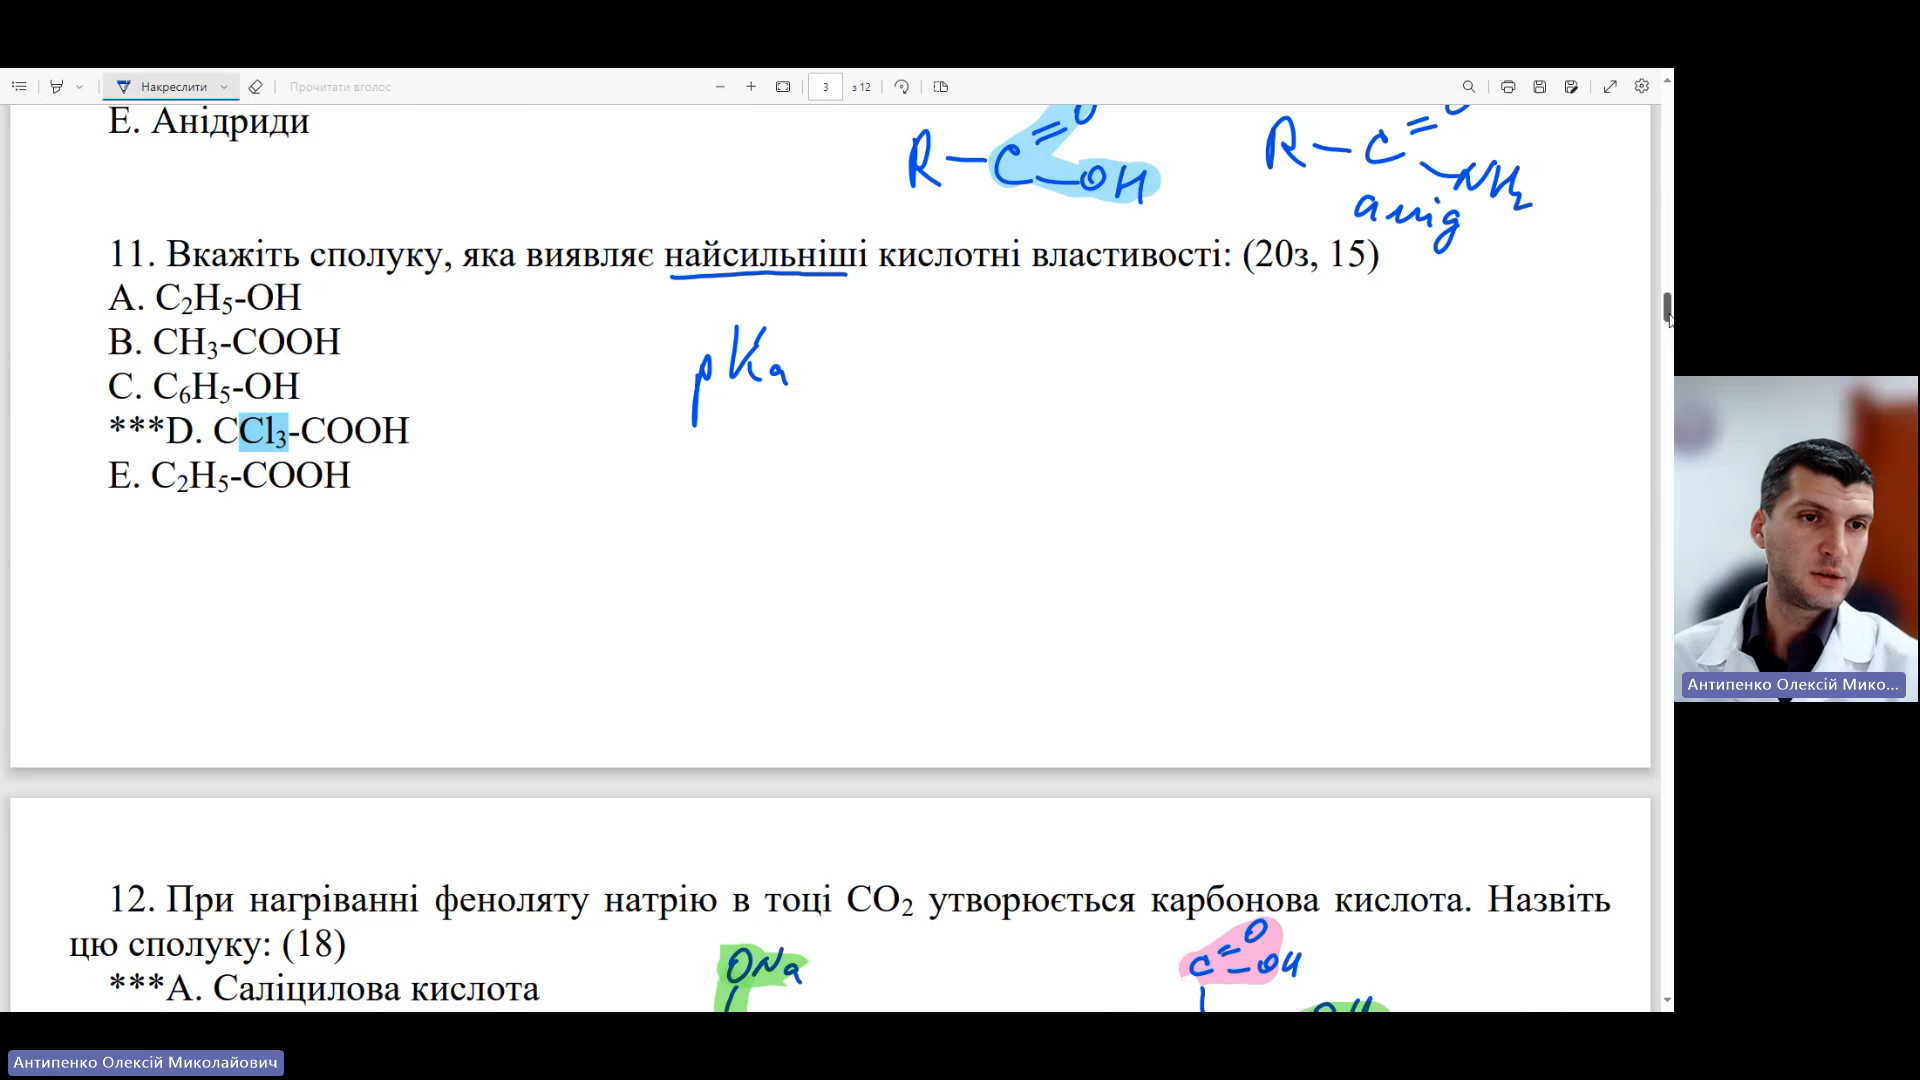 Накреслити
Прочитати вголос
3 з 12
E. Анідриди
R—C=O—OH
R—C=O—NH2
амід
11. Вкажіть сполуку, яка виявляє найсильніші кислотні властивості: (20з, 15)
A. C2H5-OH
B. CH3-COOH
C. C6H5-OH
pKa
***D. CCl3-COOH
E. C2H5-COOH
Антипенко Олексій Мико...
12. При нагріванні феноляту натрію в тоці CO2 утворюється карбонова кислота. Назвіть
цю сполуку: (18)
ONa
C=O—OH
***A. Саліцилова кислота
OH
Антипенко Олексій Миколайович